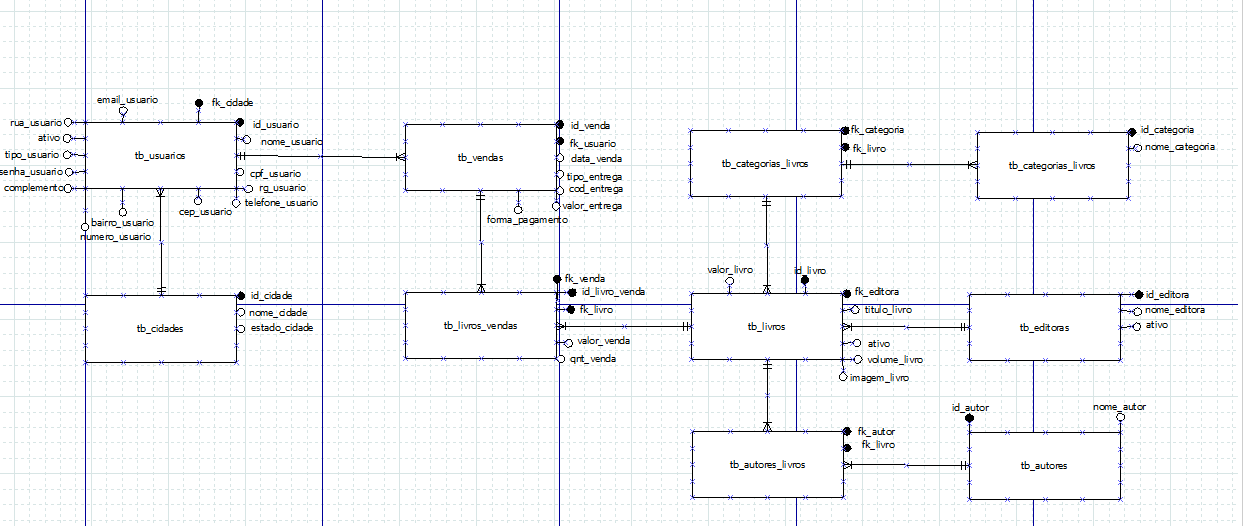 email_usuario
fk_cidade
rua_usuario
id_usuario
ativo
nome_usuario
tipo_usuario
tb_usuarios
senha_usuario
cpf_usuario
complemento
rg_usuario
telefone_usuario
cep_usuario
bairro_usuario
numero_usuario
id_venda
fk_usuario
data_venda
tb_vendas
tipo_entrega
cod_entrega
valor_entrega
forma_pagamento
fk_categoria
fk_livro
tb_categorias_livros
id_categoria
nome_categoria
tb_categorias_livros
id_cidade
nome_cidade
estado_cidade
tb_cidades
fk_venda
id_livro_venda
fk_livro
tb_livros_vendas
valor_venda
qnt_venda
valor_livro
id_livro
fk_editora
titulo_livro
tb_livros
ativo
volume_livro
imagem_livro
id_editora
nome_editora
ativo
tb_editoras
fk_autor
fk_livro
tb_autores_livros
id_autor
nome_autor
tb_autores